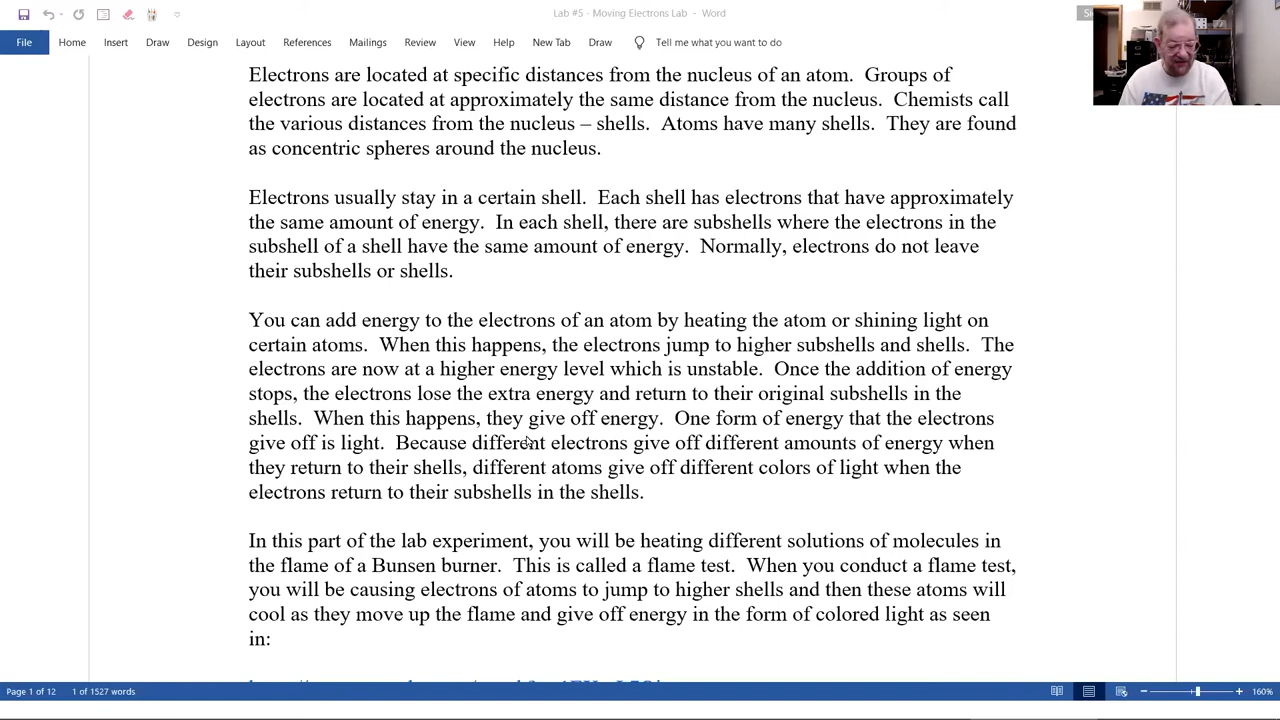 Lab #5 - Moving Electrons Lab - Word
File Home Insert Draw Design Layout References Mailings Review View Help New Tab Draw Tell me what you want to do
Electrons are located at specific distances from the nucleus of an atom. Groups of
electrons are located at approximately the same distance from the nucleus. Chemists call
the various distances from the nucleus – shells. Atoms have many shells. They are found
as concentric spheres around the nucleus.
Electrons usually stay in a certain shell. Each shell has electrons that have approximately
the same amount of energy. In each shell, there are subshells where the electrons in the
subshell of a shell have the same amount of energy. Normally, electrons do not leave
their subshells or shells.
You can add energy to the electrons of an atom by heating the atom or shining light on
certain atoms. When this happens, the electrons jump to higher subshells and shells. The
electrons are now at a higher energy level which is unstable. Once the addition of energy
stops, the electrons lose the extra energy and return to their original subshells in the
shells. When this happens, they give off energy. One form of energy that the electrons
give off is light. Because different electrons give off different amounts of energy when
they return to their shells, different atoms give off different colors of light when the
electrons return to their subshells in the shells.
In this part of the lab experiment, you will be heating different solutions of molecules in
the flame of a Bunsen burner. This is called a flame test. When you conduct a flame test,
you will be causing electrons of atoms to jump to higher shells and then these atoms will
cool as they move up the flame and give off energy in the form of colored light as seen
in:
Page 1 of 12 1 of 1527 words 160%